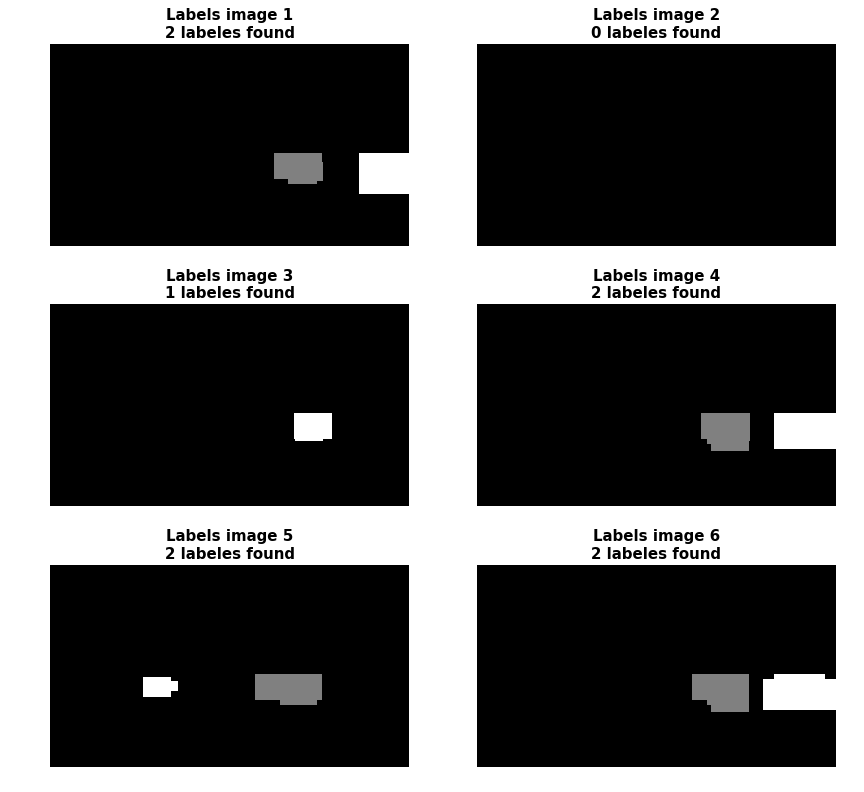 Labels image 1
2 labeles found
Labels image 2
0 labeles found
Labels image 3
1 labeles found
Labels image 4
2 labeles found
Labels image 5
2 labeles found
Labels image 6
2 labeles found